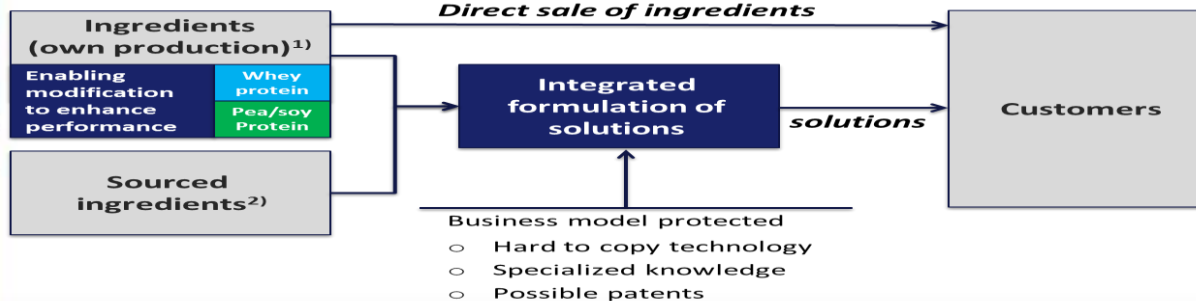 Direct sale of ingredients
Ingredients
(own production)¹⁾
Enabling
modification
to enhance
performance
Whey
protein
Pea/soy
Protein
Sourced
ingredients²⁾
Integrated
formulation of
solutions
solutions
Customers
Business model protected
○ Hard to copy technology
○ Specialized knowledge
○ Possible patents